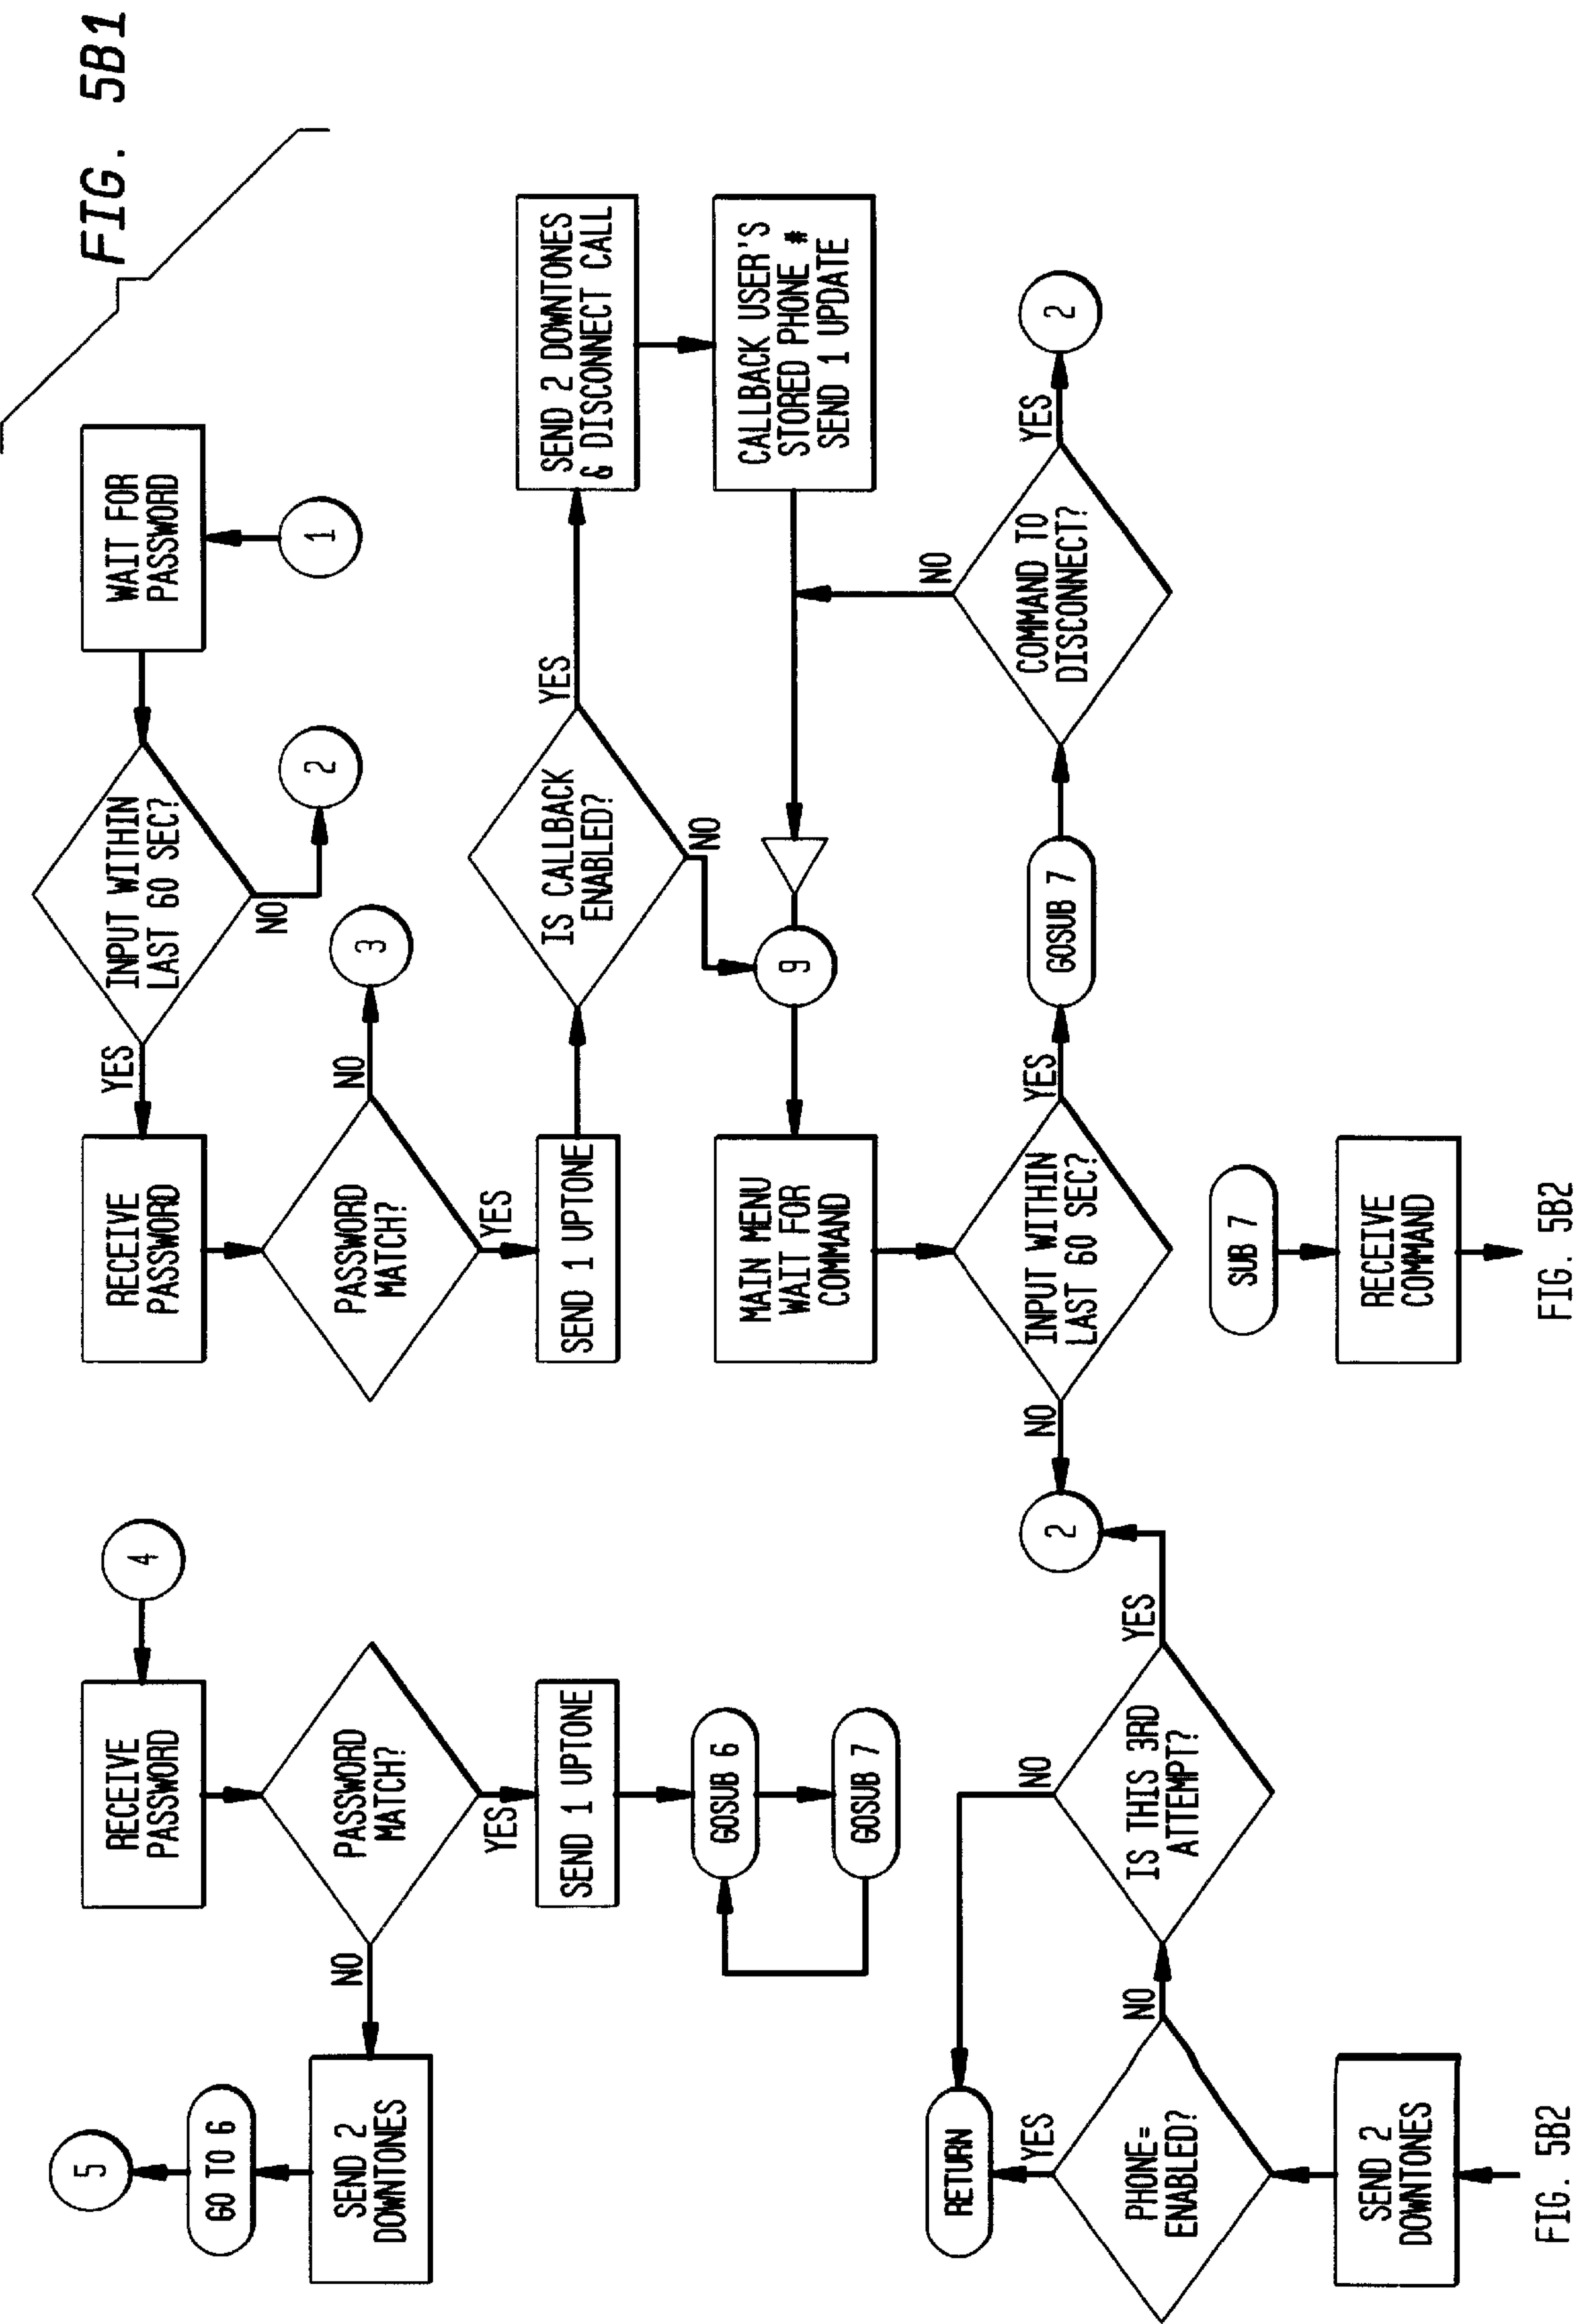 FIG. 5B1
5
GO TO 6
SEND 2
DOWNTONES
NO
4
RECEIVE
PASSWORD
PASSWORD
MATCH?
YES
SEND 1 UPTONE
GOSUB 6
GOSUB 7
RECEIVE
PASSWORD
YES
INPUT WITHIN
LAST 60 SEC?
NO
2
WAIT FOR
PASSWORD
1
PASSWORD
MATCH?
NO
3
YES
SEND 1 UPTONE
IS CALLBACK
ENABLED?
YES
NO
SEND 2 DOWNTONES
& DISCONNECT CALL
CALLBACK USER'S
STORED PHONE #
SEND 1 UPDATE
9
MAIN MENU
WAIT FOR
COMMAND
INPUT WITHIN
LAST 60 SEC?
NO
2
YES
GOSUB 7
COMMAND TO
DISCONNECT?
NO
YES
2
RETURN
YES
PHONE=
ENABLED?
NO
IS THIS 3RD
ATTEMPT?
NO
YES
SEND 2
DOWNTONES
FIG. 5B2
SUB 7
RECEIVE
COMMAND
FIG. 5B2